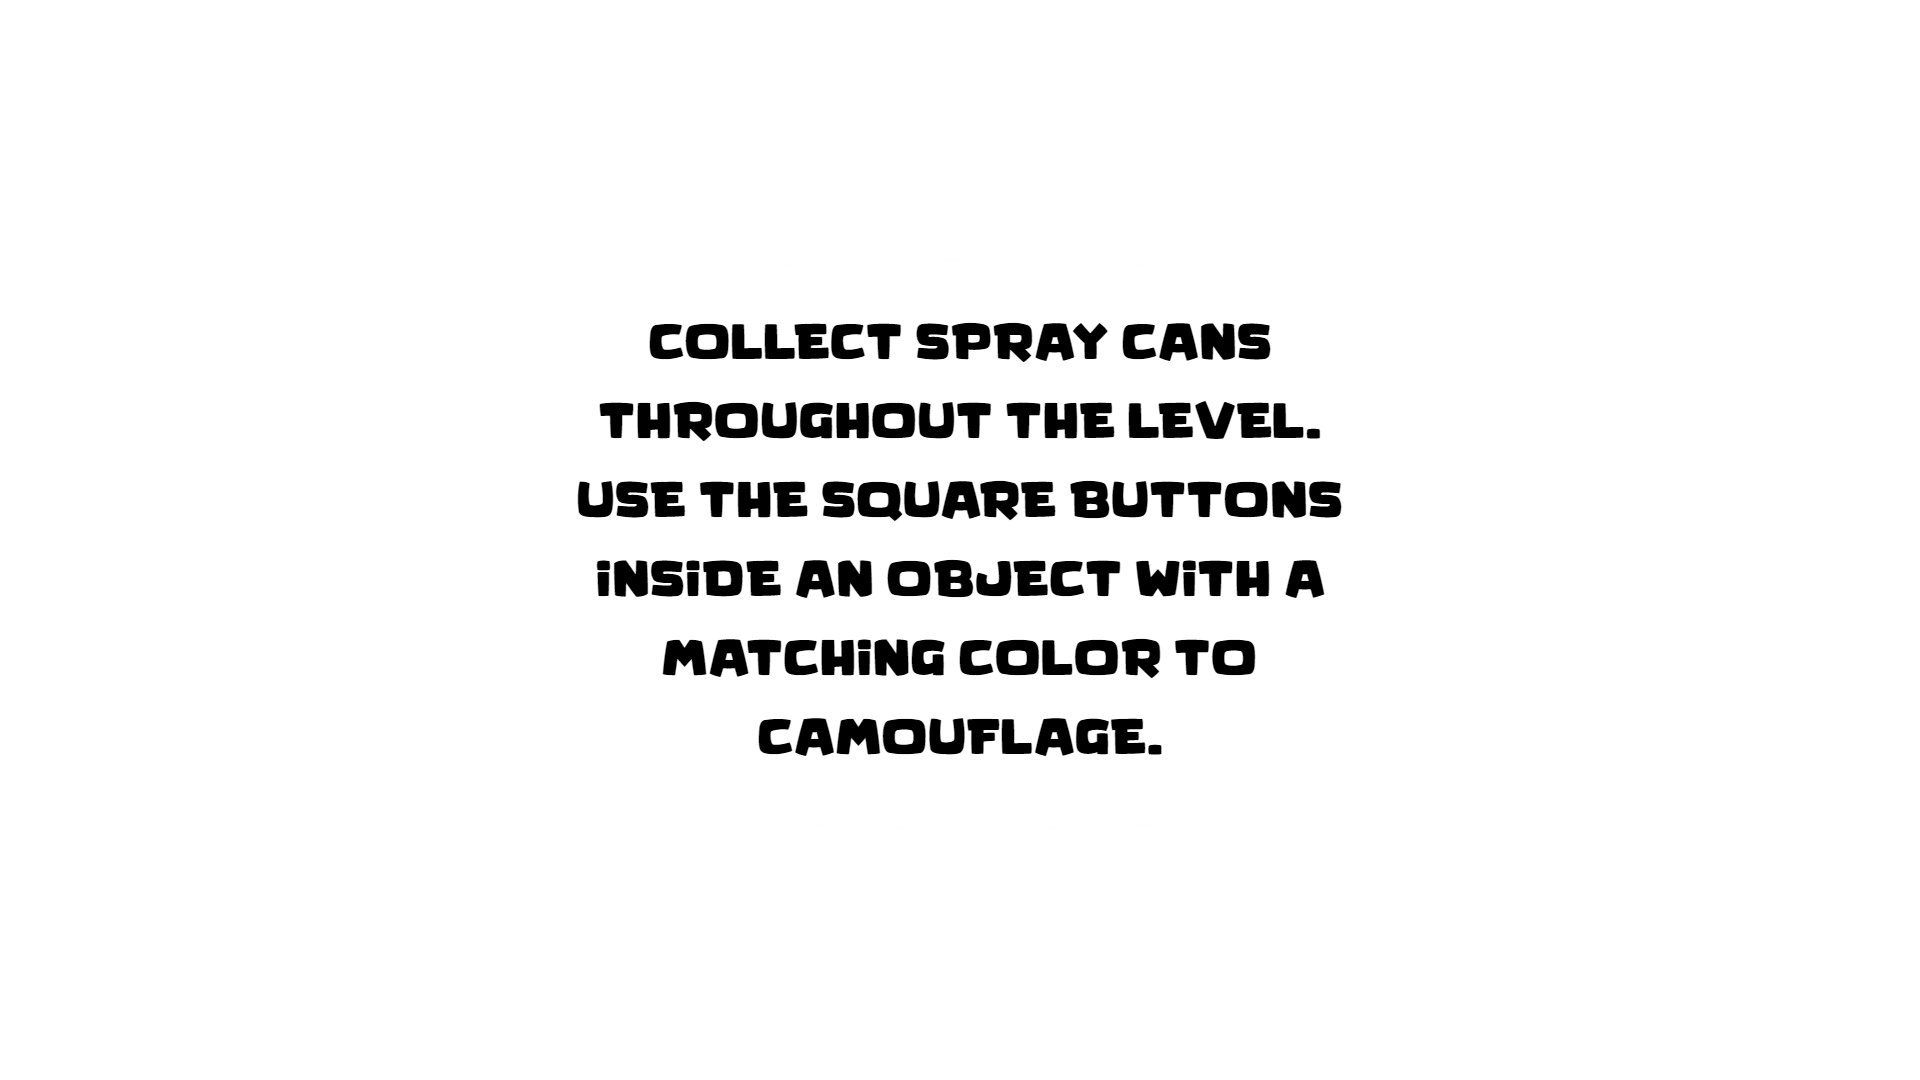 COLLECT SPRAY CANS
THROUGHOUT THE LEVEL.
USE THE SQUARE BUTTONS
iNSiDE AN OBJECT WiTH A
MATCHiNG COLOR TO
CAMOUFLAGE.